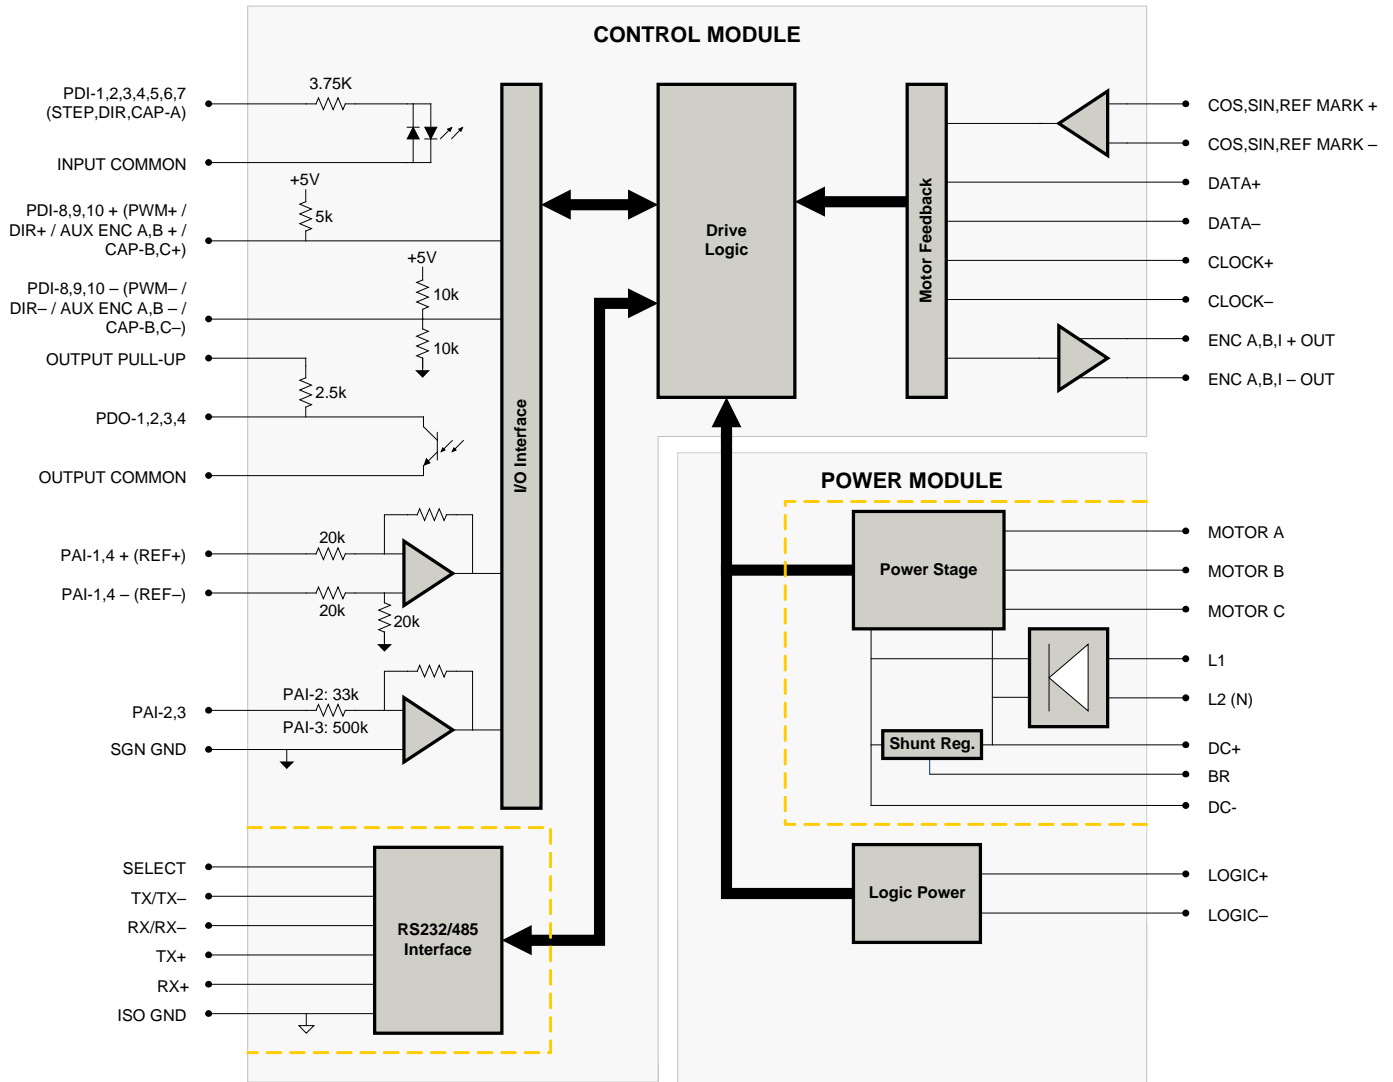 CONTROL MODULE
PDI-1,2,3,4,5,6,7
(STEP,DIR,CAP-A)
3.75K
INPUT COMMON
+5V
5k
PDI-8,9,10 + (PWM+ /
DIR+ / AUX ENC A,B + /
CAP-B,C+)
+5V
10k
PDI-8,9,10 – (PWM– /
DIR– / AUX ENC A,B – /
CAP-B,C–)
10k
OUTPUT PULL-UP
2.5k
PDO-1,2,3,4
OUTPUT COMMON
20k
PAI-1,4 + (REF+)
PAI-1,4 – (REF–)
20k
20k
PAI-2: 33k
PAI-2,3
PAI-3: 500k
SGN GND
I/O Interface
SELECT
TX/TX–
RX/RX–
TX+
RX+
ISO GND
RS232/485
Interface
Drive
Logic
Motor Feedback
COS,SIN,REF MARK +
COS,SIN,REF MARK –
DATA+
DATA–
CLOCK+
CLOCK–
ENC A,B,I + OUT
ENC A,B,I – OUT
POWER MODULE
Power Stage
MOTOR A
MOTOR B
MOTOR C
L1
L2 (N)
Shunt Reg.
DC+
BR
DC-
Logic Power
LOGIC+
LOGIC–